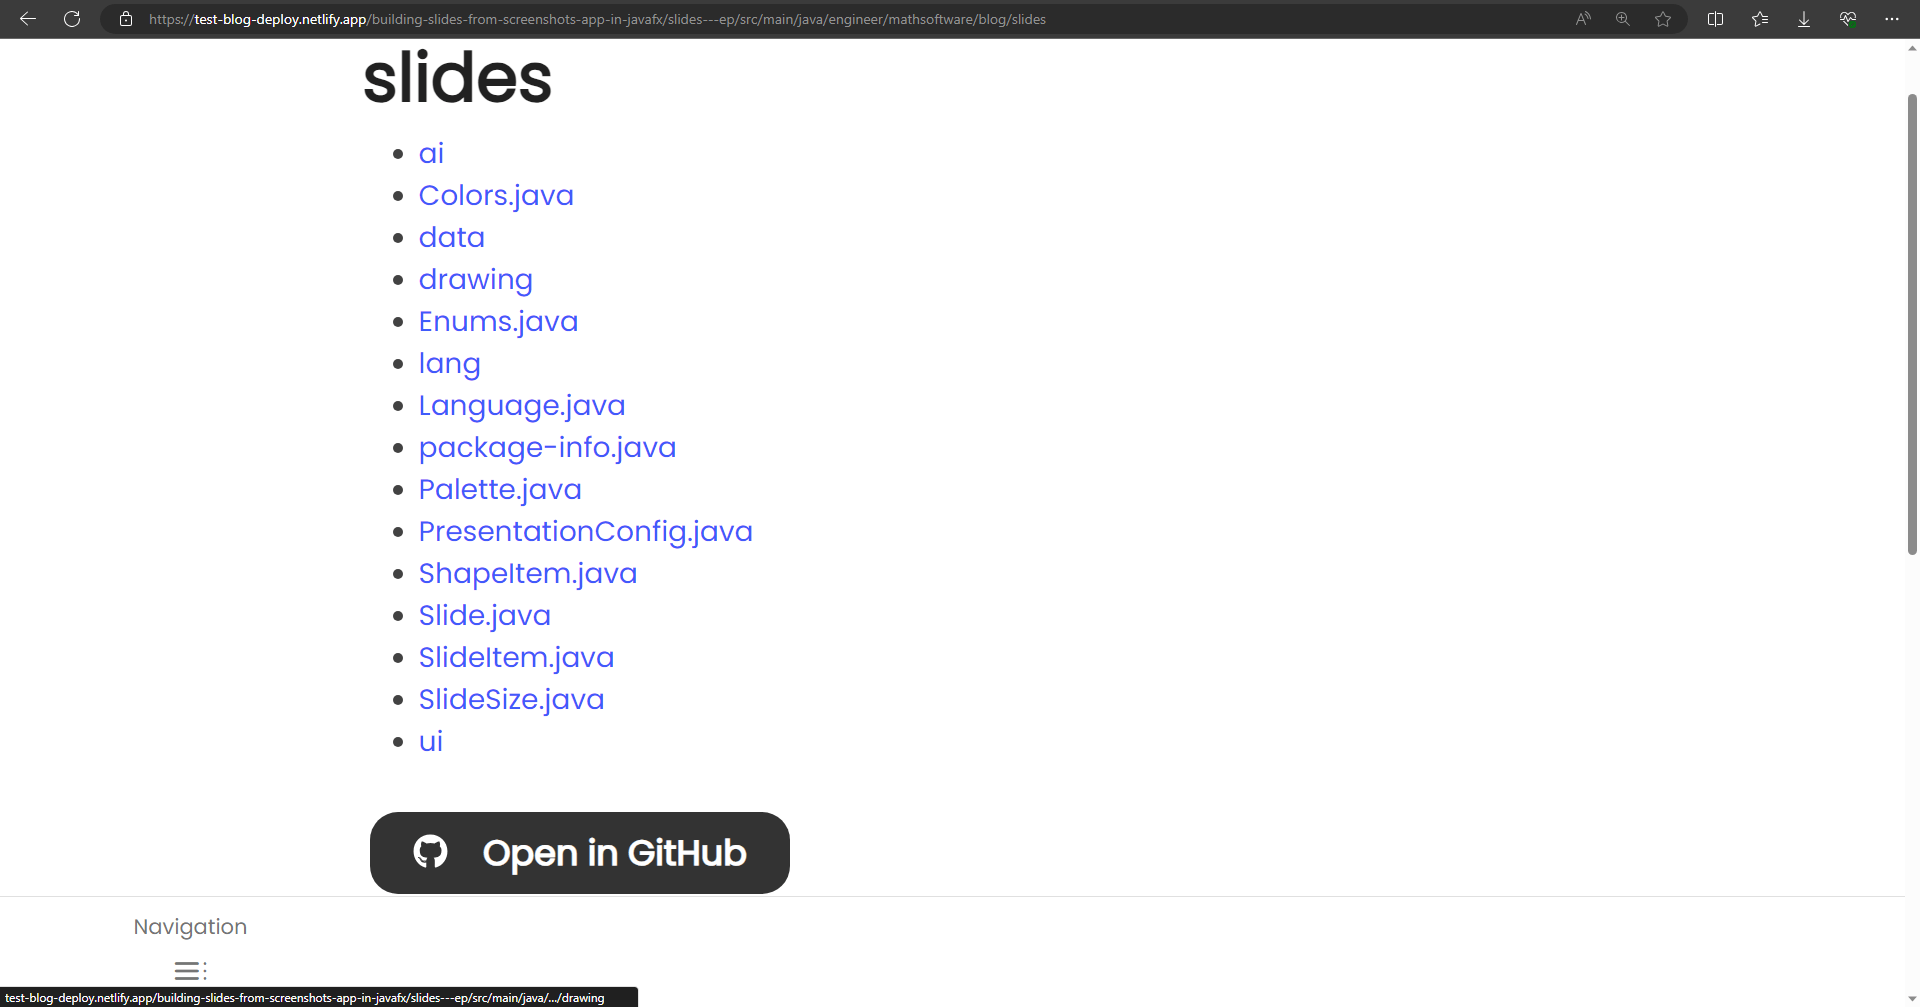 https://test-blog-deploy.netlify.app/building-slides-from-screenshots-app-in-javafx/slides---ep/src/main/java/engineer/mathsoftware/blog/slides
slides
ai
Colors.java
data
drawing
Enums.java
lang
Language.java
package-info.java
Palette.java
PresentationConfig.java
ShapeItem.java
Slide.java
SlideItem.java
SlideSize.java
ui
Open in GitHub
Navigation
test-blog-deploy.netlify.app/building-slides-from-screenshots-app-in-javafx/slides---ep/src/main/java/.../drawing